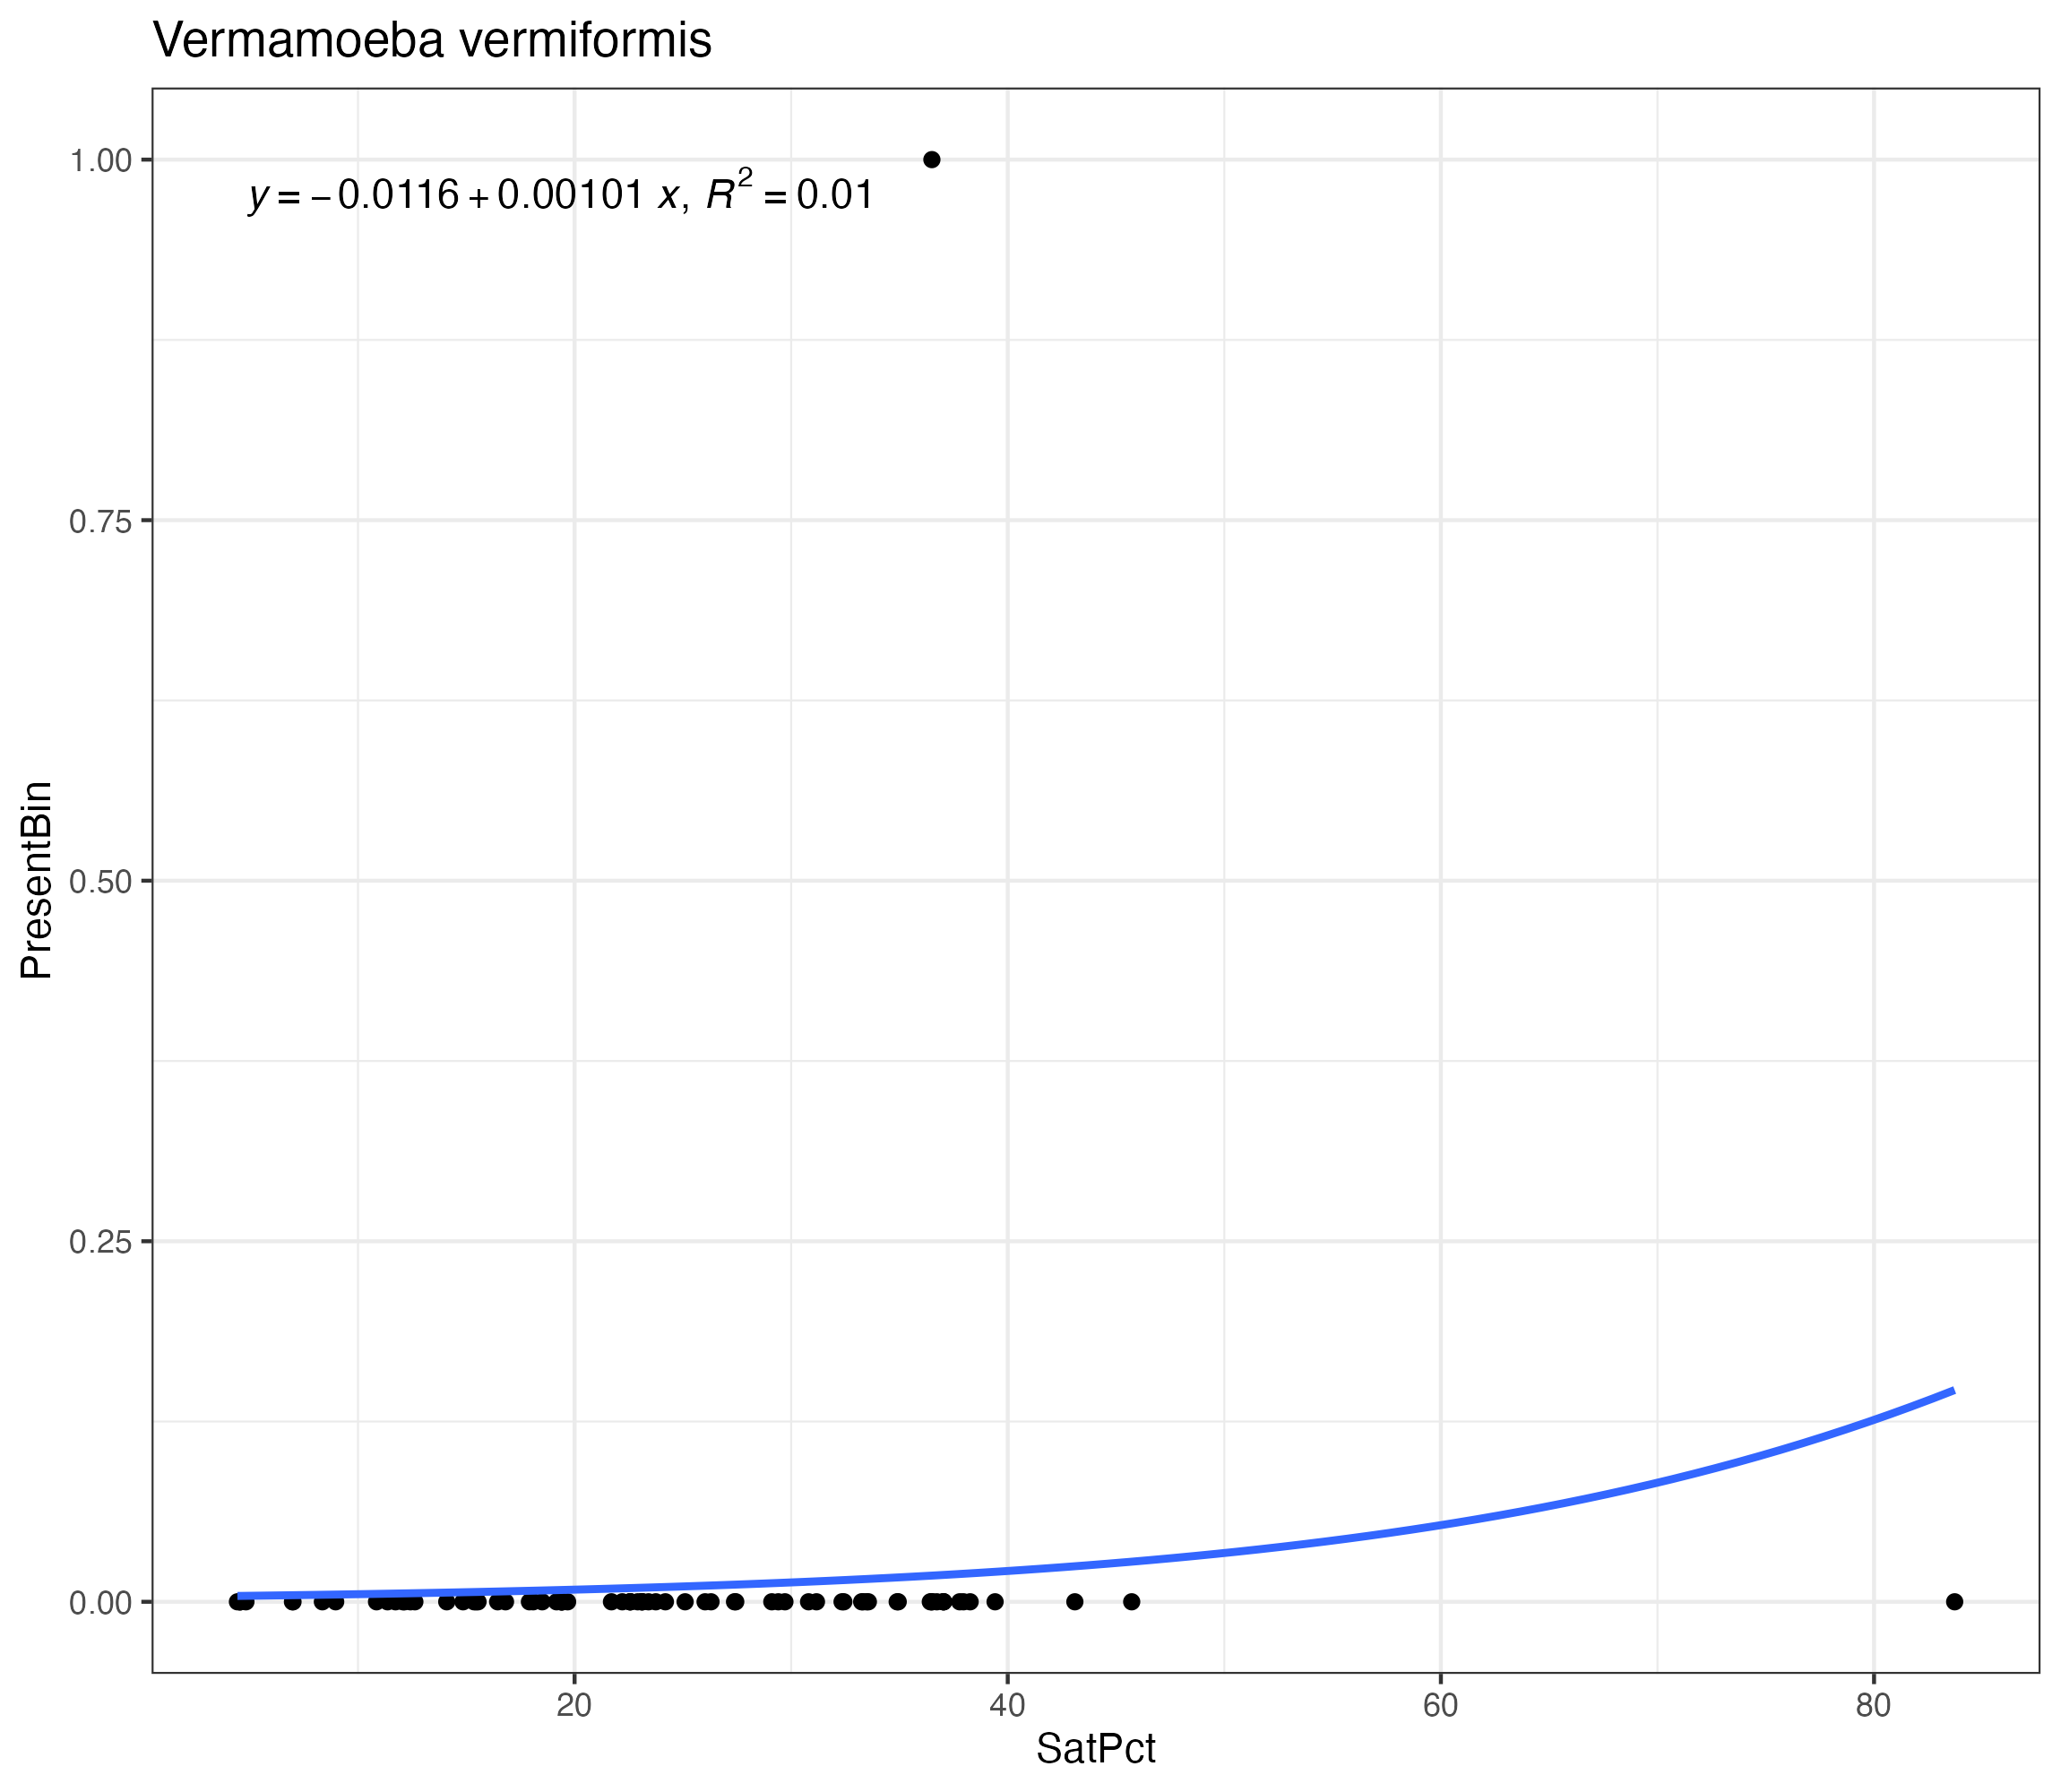 Vermamoeba vermiformis
1.00
y = −0.0116 + 0.00101 x, R² = 0.01
0.75
0.50
0.25
0.00
PresentBin
20 40 60 80
SatPct